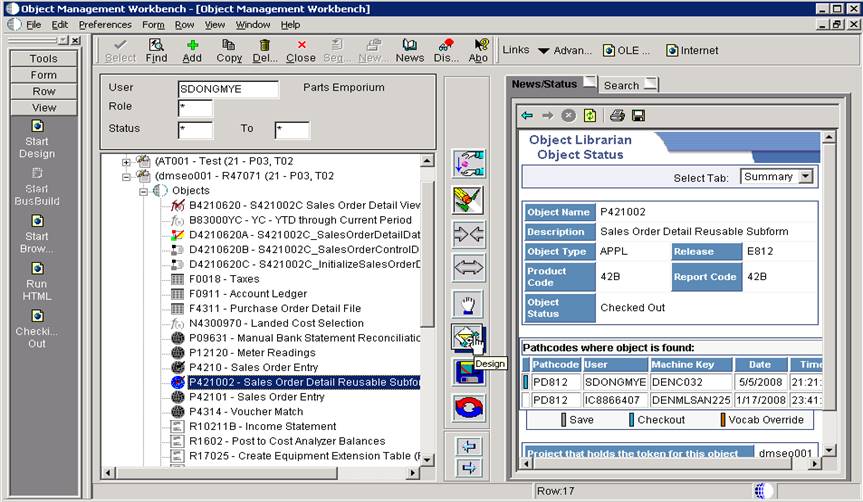 Object Management Workbench - [Object Management Workbench]
File Edit Preferences Form Row View Window Help
Tools
Form
Row
View
Start
Design
Start
BusBuild
Start
Brow...
Run
HTML
Checki...
Out
Select Find Add Copy Del... Close Seq... New... News Dis... Abo
Links Advan... OLE ... Internet
User SDONGMYE Parts Emporium
Role *
Status * To *
(AT001 - Test (21 - P03, T02
(dmseo001 - R47071 (21 - P03, T02
Objects
B4210620 - S421002C Sales Order Detail View
B83000YC - YC - YTD through Current Period
D4210620A - S421002C_SalesOrderDetailDat
D4210620B - S421002C_SalesOrderControlD
D4210620C - S421002C_InitializeSalesOrderD
F0018 - Taxes
F0911 - Account Ledger
F4311 - Purchase Order Detail File
N4300970 - Landed Cost Selection
P09631 - Manual Bank Statement Reconciliatio
P12120 - Meter Readings
P4210 - Sales Order Entry
P421002 - Sales Order Detail Reusable Subfor
P42101 - Sales Order Entry
P4314 - Voucher Match
R10211B - Income Statement
R1602 - Post to Cost Analyzer Balances
R17025 - Create Equipment Extension Table (F
Design
News/Status Search
Object Librarian
Object Status
Select Tab: Summary
Object Name P421002
Description Sales Order Detail Reusable Subform
Object Type APPL Release E812
Product Code 42B Report Code 42B
Object Status Checked Out
Pathcodes where object is found:
Pathcode User Machine Key Date Time
PD812 SDONGMYE DENC032 5/5/2008 21:21:
PD812 IC8866407 DENMLSAN225 1/17/2008 23:41:
Save Checkout Vocab Override
Project that holds the token for this object dmseo001
Row:17